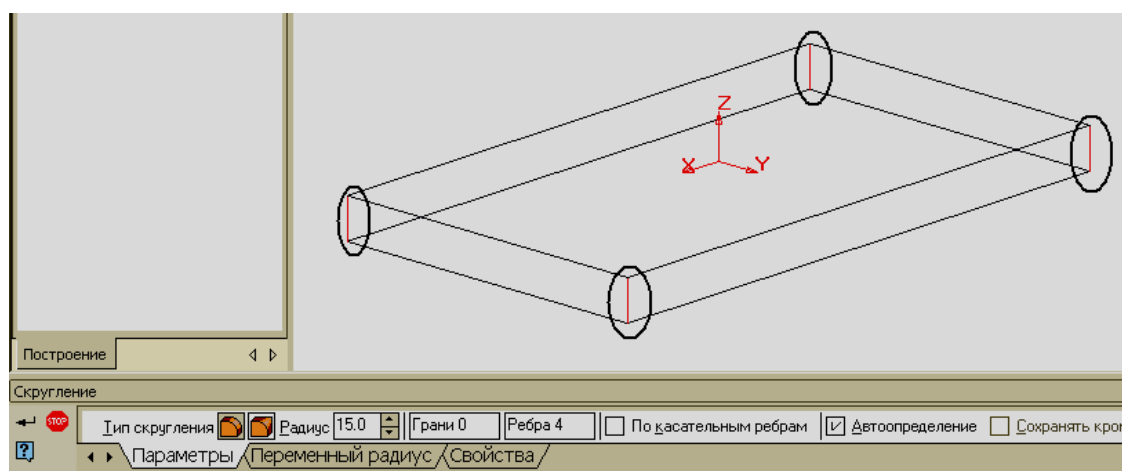 Z
X
Y
Построение
Скругление
STOP Тип скругления Радиус 15.0 Грани 0 Ребра 4 По касательным ребрам Автоопределение Сохранять кро
? Параметры Переменный радиус Свойства